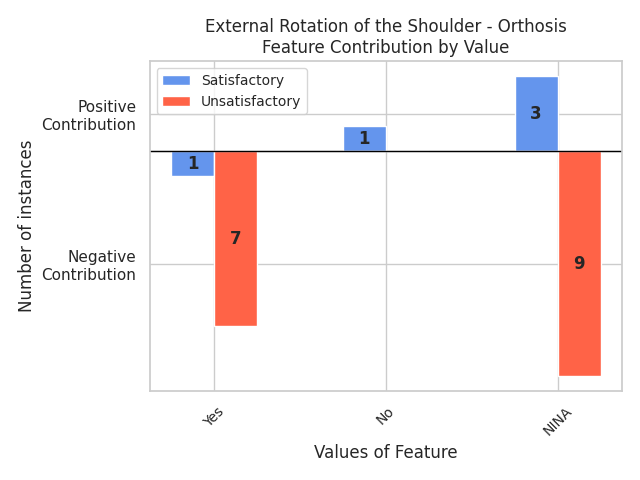 External Rotation of the Shoulder - Orthosis
Feature Contribution by Value
Satisfactory
Unsatisfactory
Positive
Contribution
Negative
Contribution
Number of instances
1
7
1
3
9
Yes
No
NINA
Values of Feature